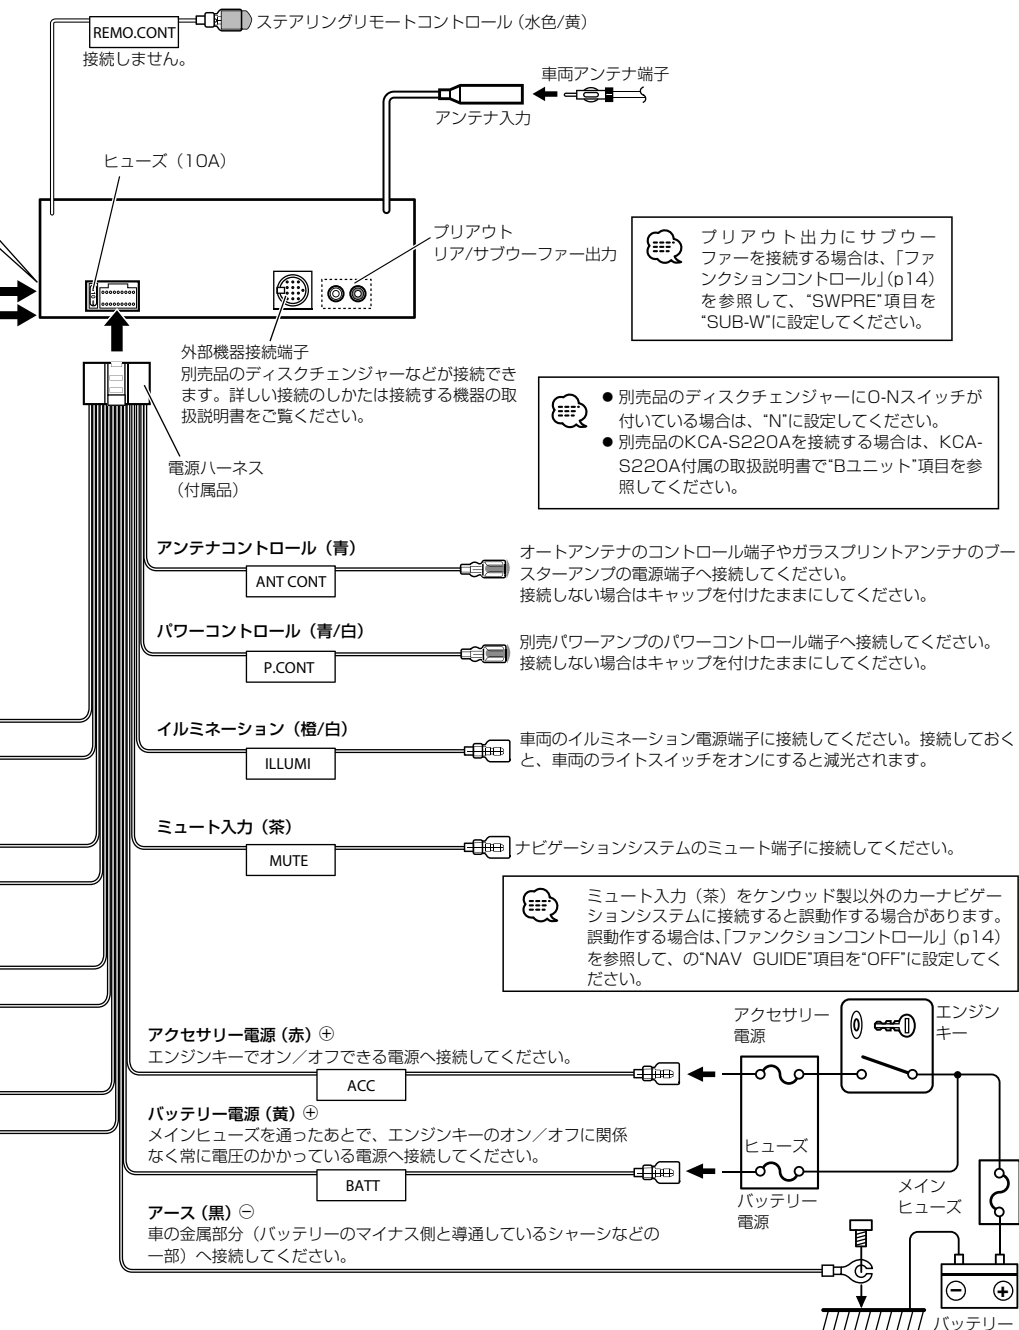 REMO.CONT
ステアリングリモートコントロール（水色/黄）
接続しません。
車両アンテナ端子
アンテナ入力
ヒューズ（10A）
プリアウト
リア/サブウーファー出力
プリアウト出力にサブウー
ファーを接続する場合は、「ファ
ンクションコントロール」（p14）
を参照して、“SWPRE”項目を
“SUB-W”に設定してください。
外部機器接続端子
別売品のディスクチェンジャーなどが接続でき
ます。詳しい接続のしかたは接続する機器の取
扱説明書をご覧ください。
● 別売品のディスクチェンジャーにO-Nスイッチが
付いている場合は、“N”に設定してください。
● 別売品のKCA-S220Aを接続する場合は、KCA-
S220A付属の取扱説明書で“Bユニット”項目を参
照してください。
電源ハーネス
（付属品）
アンテナコントロール（青）
ANT CONT
オートアンテナのコントロール端子やガラスプリントアンテナのブー
スターアンプの電源端子へ接続してください。
接続しない場合はキャップを付けたままにしてください。
パワーコントロール（青/白）
P.CONT
別売パワーアンプのパワーコントロール端子へ接続してください。
接続しない場合はキャップを付けたままにしてください。
イルミネーション（橙/白）
ILLUMI
車両のイルミネーション電源端子に接続してください。接続しておく
と、車両のライトスイッチをオンにすると減光されます。
ミュート入力（茶）
MUTE
ナビゲーションシステムのミュート端子に接続してください。
ミュート入力（茶）をケンウッド製以外のカーナビゲー
ションシステムに接続すると誤動作する場合があります。
誤動作する場合は、「ファンクションコントロール」（p14）
を参照して、の“NAV GUIDE”項目を“OFF”に設定してく
ださい。
アクセサリー電源（赤）⊕
エンジンキーでオン／オフできる電源へ接続してください。
ACC
アクセサリー
電源
エンジン
キー
バッテリー電源（黄）⊕
メインヒューズを通ったあとで、エンジンキーのオン／オフに関係
なく常に電圧のかかっている電源へ接続してください。
BATT
ヒューズ
バッテリー
電源
メイン
ヒューズ
アース（黒）⊖
車の金属部分（バッテリーのマイナス側と導通しているシャーシなどの
一部）へ接続してください。
⊖ ⊕
バッテリー